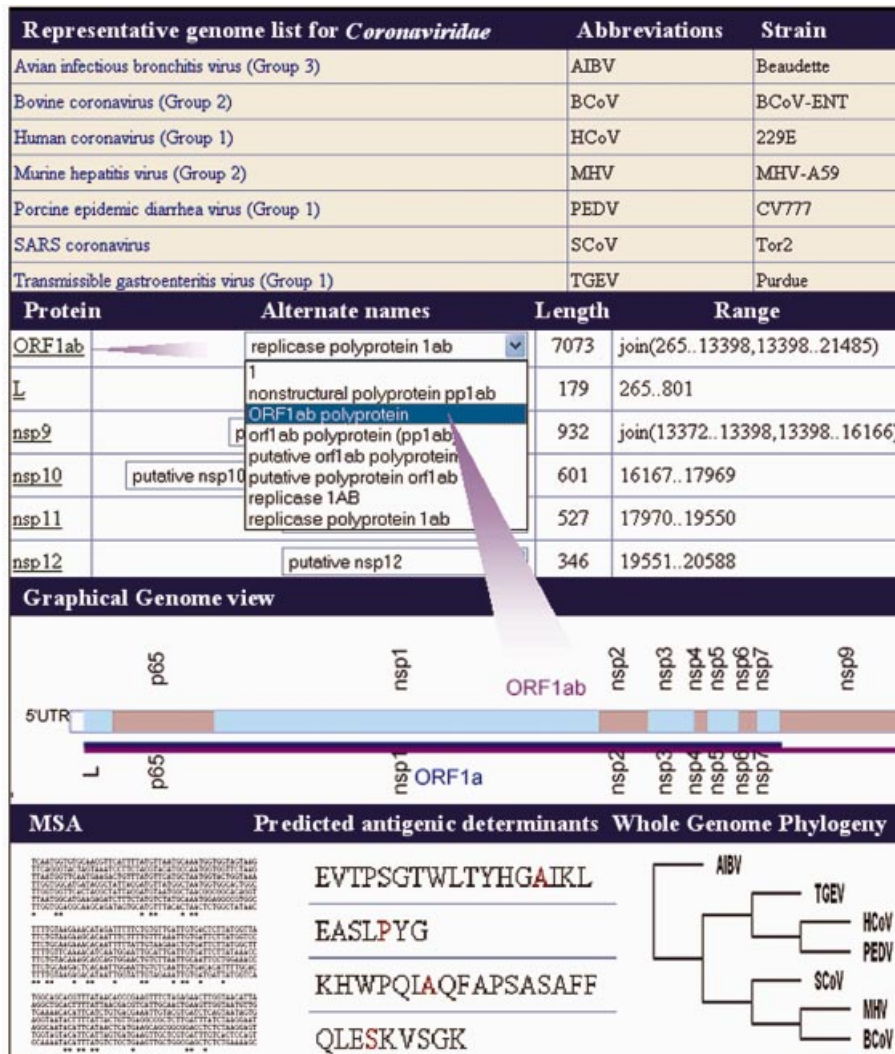 Representative genome list for Coronaviridae Abbreviations Strain
Avian infectious bronchitis virus (Group 3) AIBV Beaudette
Bovine coronavirus (Group 2) BCoV BCoV-ENT
Human coronavirus (Group 1) HCoV 229E
Murine hepatitis virus (Group 2) MHV MHV-A59
Porcine epidemic diarrhea virus (Group 1) PEDV CV777
SARS coronavirus SCoV Tor2
Transmissible gastroenteritis virus (Group 1) TGEV Purdue
Protein Alternate names Length Range
ORF1ab replicase polyprotein 1ab 7073 join(265..13398,13398..21485)
1
nonstructural polyprotein pp1ab
ORF1ab polyprotein
orf1ab polyprotein (pp1ab)
putative orf1ab polyprotein
putative polyprotein orf1ab
replicase 1AB
replicase polyprotein 1ab
L 179 265..801
nsp9 p 932 join(13372..13398,13398..16166)
nsp10 putative nsp10 601 16167..17969
nsp11 527 17970..19550
nsp12 putative nsp12 346 19551..20588
Graphical Genome view
p65 nsp1 ORF1ab nsp2 nsp3 nsp4 nsp5 nsp6 nsp7 nsp9
5'UTR
L p65 nsp1 ORF1a nsp2 nsp3 nsp4 nsp5 nsp6 nsp7
MSA Predicted antigenic determinants Whole Genome Phylogeny
EVTPSGTWLTYHGAIKL
EASLPYG
KHWPQIAQFAPSASAFF
QLESKVSGK
AIBV
TGEV
HCoV
PEDV
SCoV
MHV
BCoV